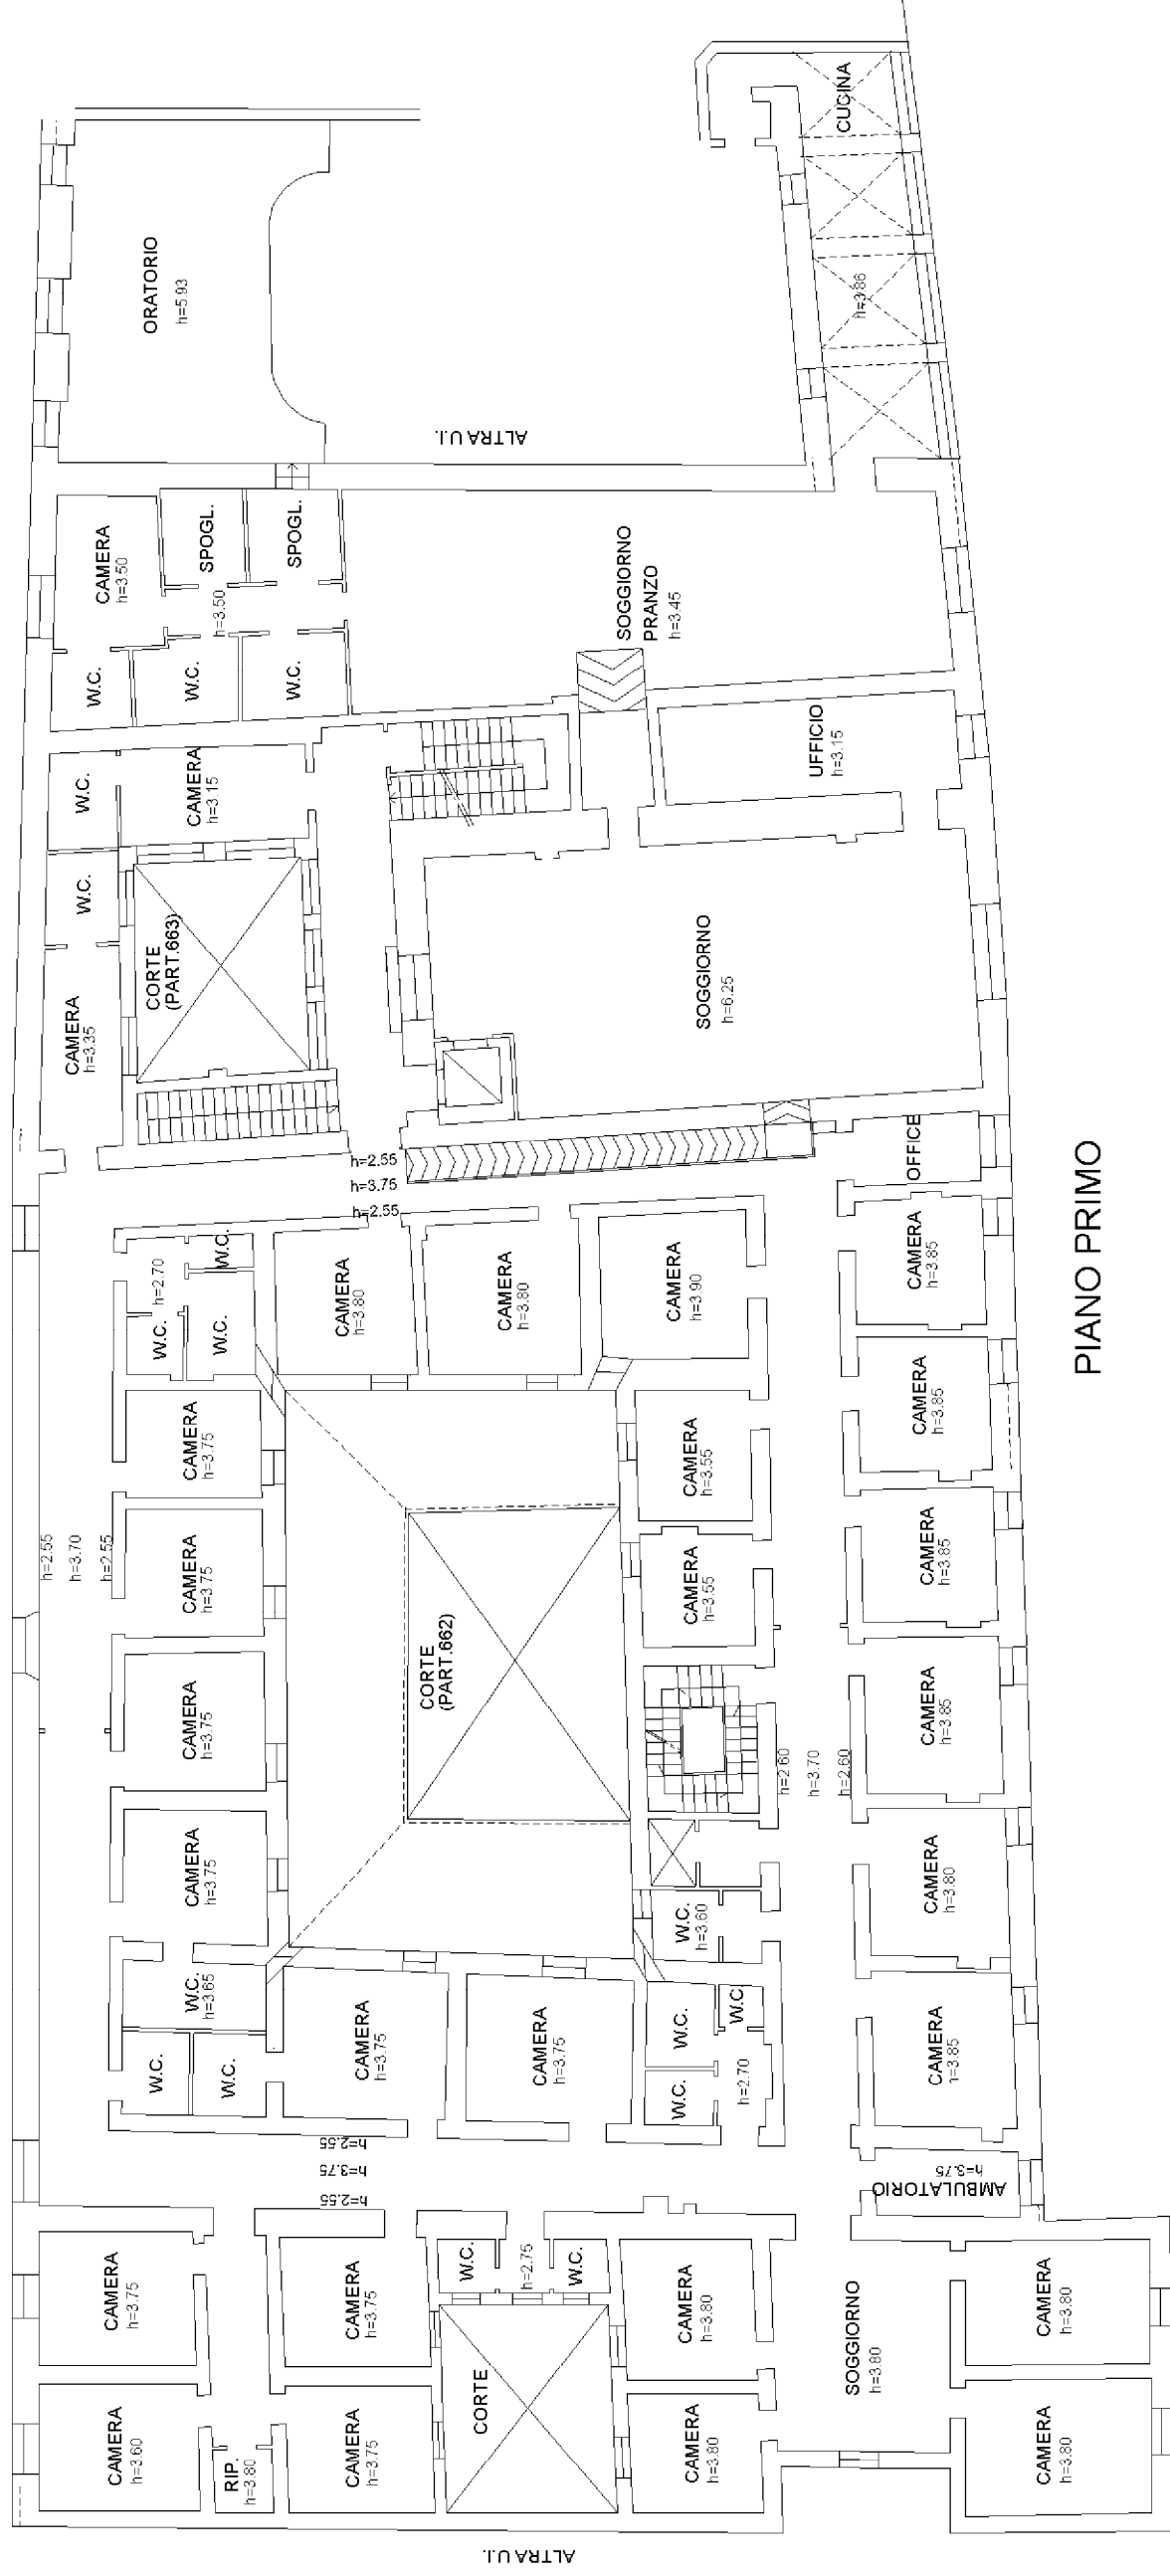 ORATORIO
h=5.93
CUCINA
h=3.86
ALTRA U.I.
CAMERA
h=3.50
SPOGL.
SPOGL.
h=3.50
W.C.
W.C.
W.C.
SOGGIORNO
PRANZO
h=3.45
W.C.
CAMERA
h=3.15
UFFICIO
h=3.15
W.C.
CAMERA
h=3.35
CORTE
(PART.663)
SOGGIORNO
h=6.25
h=2.55
h=3.75
h=2.55
OFFICE
W.C.
h=2.70
W.C.
W.C.
CAMERA
h=3.80
CAMERA
h=3.80
CAMERA
h=3.90
CAMERA
h=3.85
CAMERA
h=3.75
CAMERA
h=3.55
CAMERA
h=3.85
h=2.55
h=3.70
h=2.55
CAMERA
h=3.75
CAMERA
h=3.55
CAMERA
h=3.85
CORTE
(PART.662)
CAMERA
h=3.75
CAMERA
h=3.85
h=2.60
h=3.70
h=2.60
CAMERA
h=3.75
W.C.
h=3.60
CAMERA
h=3.80
W.C.
h=3.65
W.C.
W.C.
CAMERA
h=3.75
CAMERA
h=3.75
W.C.
W.C.
W.C.
h=2.70
CAMERA
h=3.85
h=2.55
h=3.75
h=2.55
AMBULATORIO
h=3.75
CAMERA
h=3.75
CAMERA
h=3.75
W.C.
h=2.75
W.C.
CAMERA
h=3.80
SOGGIORNO
h=3.80
CAMERA
h=3.80
CAMERA
h=3.60
RIP.
h=3.80
CAMERA
h=3.75
CORTE
CAMERA
h=3.80
CAMERA
h=3.80
ALTRA U.I.
PIANO PRIMO